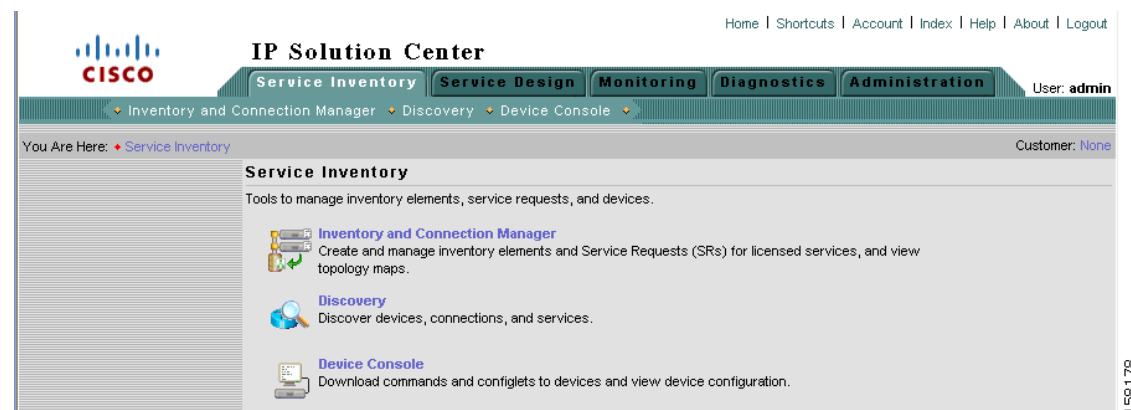 Home | Shortcuts | Account | Index | Help | About | Logout
CISCO
IP Solution Center
Service Inventory Service Design Monitoring Diagnostics Administration
User: admin
Inventory and Connection Manager Discovery Device Console
You Are Here: Service Inventory
Customer: None
Service Inventory
Tools to manage inventory elements, service requests, and devices.
Inventory and Connection Manager
Create and manage inventory elements and Service Requests (SRs) for licensed services, and view
topology maps.
Discovery
Discover devices, connections, and services.
Device Console
Download commands and configlets to devices and view device configuration.